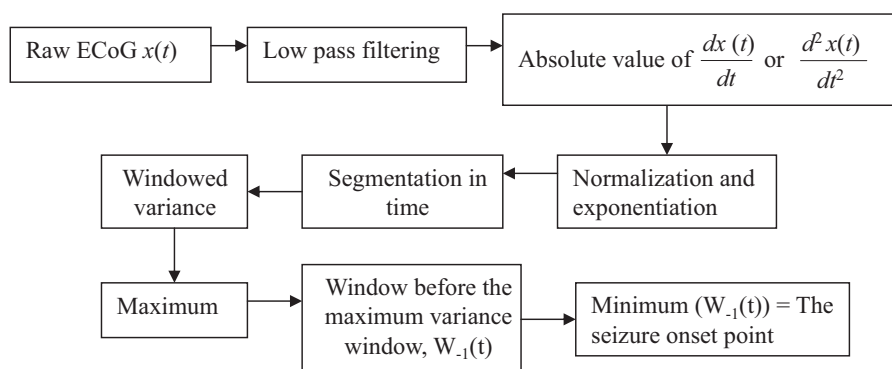 Raw ECoG x(t)
Low pass filtering
Absolute value of dx (t)/dt or d² x(t)/dt²
Normalization and
exponentiation
Segmentation in
time
Windowed
variance
Maximum
Window before the
maximum variance
window, W₋₁(t)
Minimum (W₋₁(t)) = The
seizure onset point